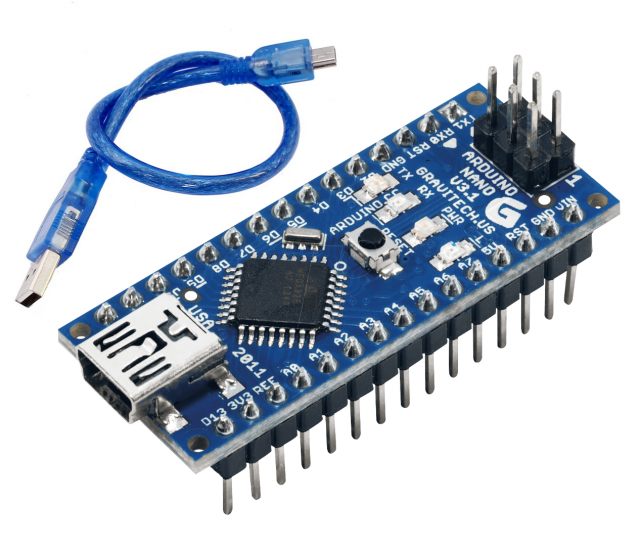 TX1
RX0
RST
GND
D2
D3
D4
D5
D6
D7
D8
D9
TX
RX
PWR
L
ARDUINO.CC
GRAVITECH.US
ARDUINO
NANO
V3.1
G
1
RESET
VIN
GND
RST
5V
A7
A6
A5
A4
A3
A2
A1
A0
REF
3V3
D13
USA
2011